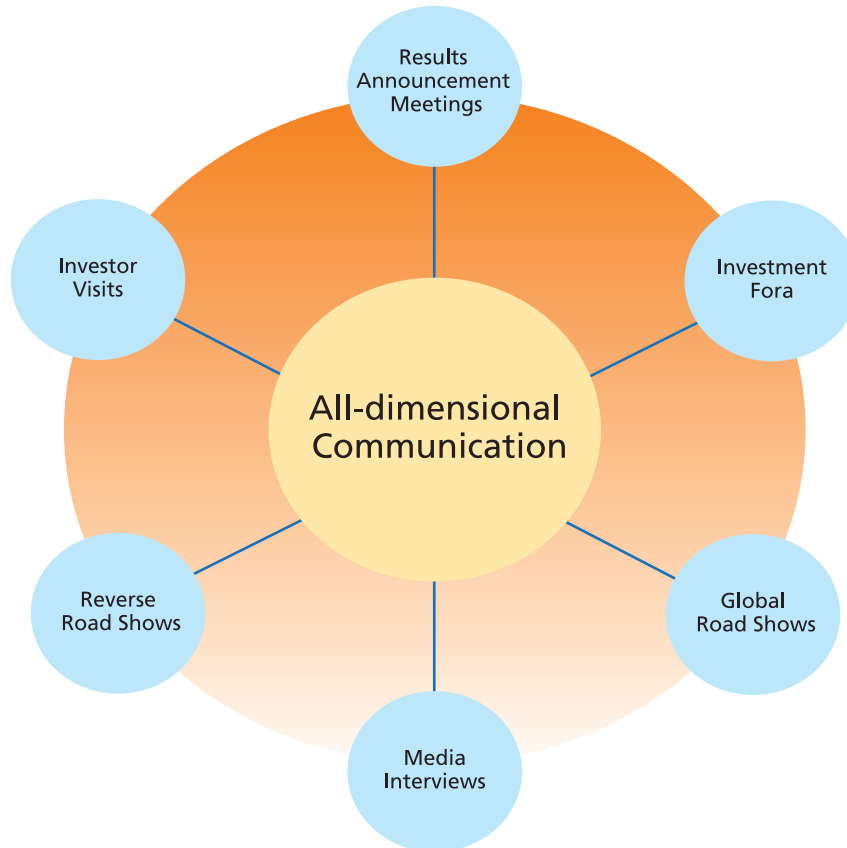 Results
Announcement
Meetings
Investor
Visits
Investment
Fora
All-dimensional
Communication
Reverse
Road Shows
Global
Road Shows
Media
Interviews